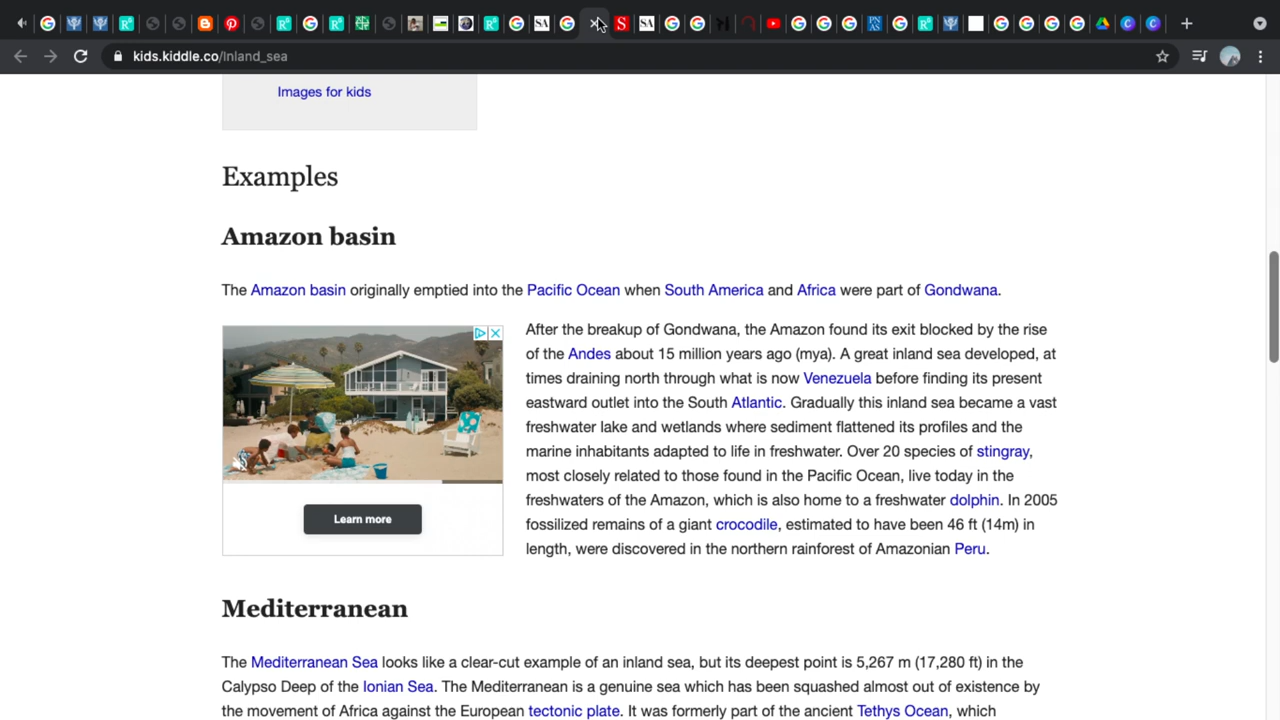 kids.kiddle.co/Inland_sea
Images for kids
Examples
Amazon basin
The Amazon basin originally emptied into the Pacific Ocean when South America and Africa were part of Gondwana.
After the breakup of Gondwana, the Amazon found its exit blocked by the rise
of the Andes about 15 million years ago (mya). A great inland sea developed, at
times draining north through what is now Venezuela before finding its present
eastward outlet into the South Atlantic. Gradually this inland sea became a vast
freshwater lake and wetlands where sediment flattened its profiles and the
marine inhabitants adapted to life in freshwater. Over 20 species of stingray,
most closely related to those found in the Pacific Ocean, live today in the
freshwaters of the Amazon, which is also home to a freshwater dolphin. In 2005
fossilized remains of a giant crocodile, estimated to have been 46 ft (14m) in
length, were discovered in the northern rainforest of Amazonian Peru.
Learn more
Mediterranean
The Mediterranean Sea looks like a clear-cut example of an inland sea, but its deepest point is 5,267 m (17,280 ft) in the
Calypso Deep of the Ionian Sea. The Mediterranean is a genuine sea which has been squashed almost out of existence by
the movement of Africa against the European tectonic plate. It was formerly part of the ancient Tethys Ocean, which